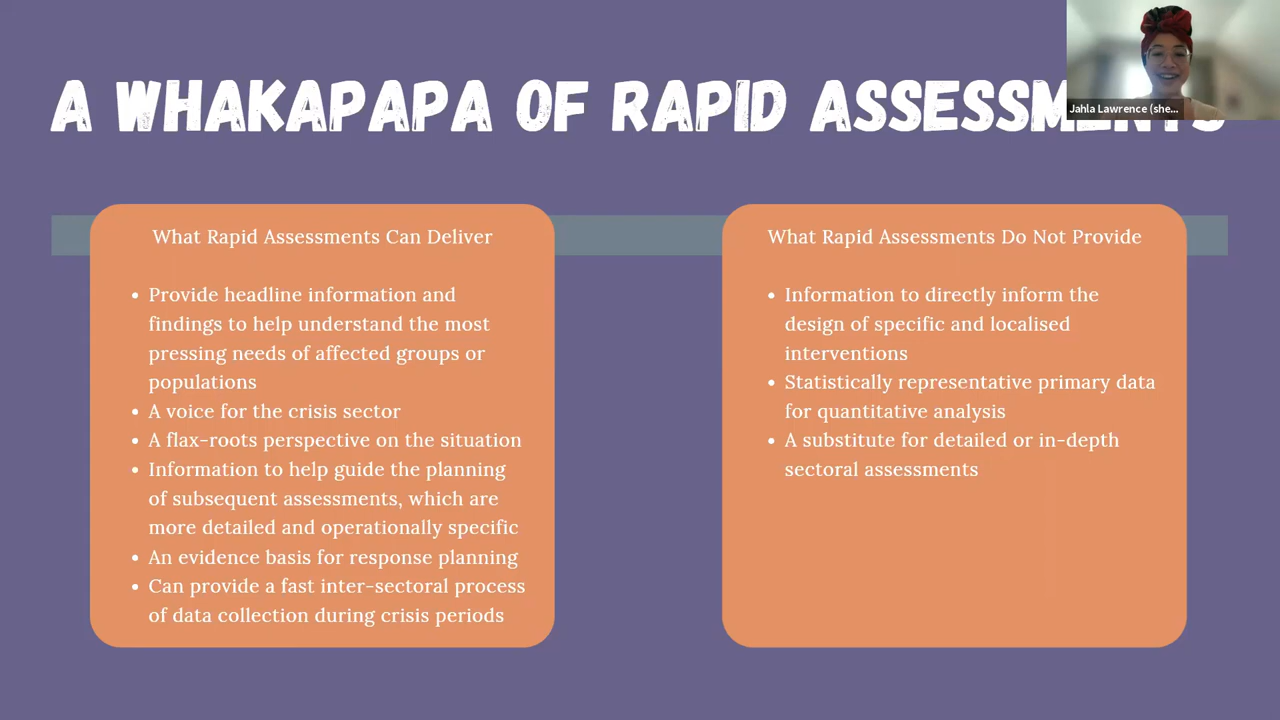 A WHAKAPAPA OF RAPID ASSESSMENTS
Jahla Lawrence (she...
What Rapid Assessments Can Deliver
• Provide headline information and
findings to help understand the most
pressing needs of affected groups or
populations
• A voice for the crisis sector
• A flax-roots perspective on the situation
• Information to help guide the planning
of subsequent assessments, which are
more detailed and operationally specific
• An evidence basis for response planning
• Can provide a fast inter-sectoral process
of data collection during crisis periods
What Rapid Assessments Do Not Provide
• Information to directly inform the
design of specific and localised
interventions
• Statistically representative primary data
for quantitative analysis
• A substitute for detailed or in-depth
sectoral assessments